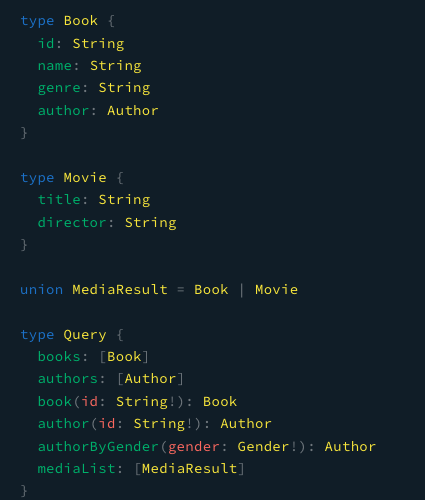 type Book {
  id: String
  name: String
  genre: String
  author: Author
}
type Movie {
  title: String
  director: String
}
union MediaResult = Book | Movie
type Query {
  books: [Book]
  authors: [Author]
  book(id: String!): Book
  author(id: String!): Author
  authorByGender(gender: Gender!): Author
  mediaList: [MediaResult]
}